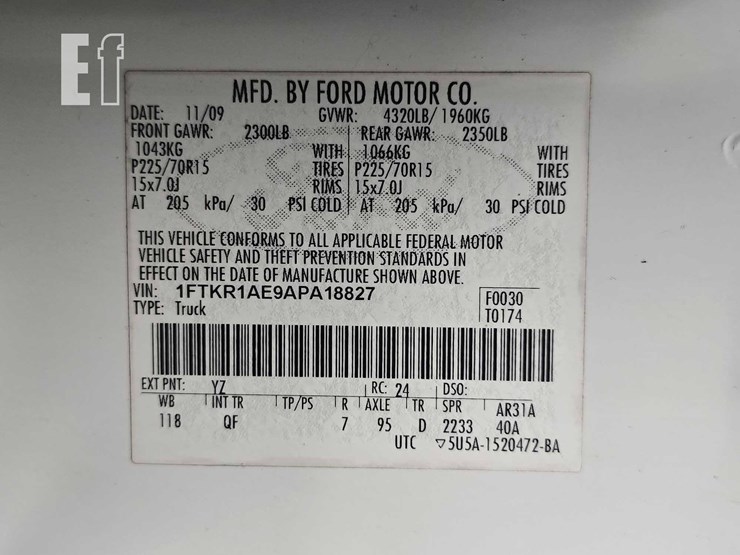 Ef
MFD. BY FORD MOTOR CO.
DATE: 11/09 GVWR: 4320LB/ 1960KG
FRONT GAWR: 2300LB REAR GAWR: 2350LB
1043KG WITH 1066KG WITH
P225/70R15 TIRES P225/70R15 TIRES
15x7.0J RIMS 15x7.0J RIMS
AT 205 kPa/ 30 PSI COLD AT 205 kPa/ 30 PSI COLD
THIS VEHICLE CONFORMS TO ALL APPLICABLE FEDERAL MOTOR
VEHICLE SAFETY AND THEFT PREVENTION STANDARDS IN
EFFECT ON THE DATE OF MANUFACTURE SHOWN ABOVE.
VIN: 1FTKR1AE9APA18827 F0030
TYPE: Truck T0174
EXT PNT: YZ RC: 24 DSO:
WB INT TR TP/PS R AXLE TR SPR AR31A
118 QF 7 95 D 2233 40A
UTC ▽5U5A-1520472-BA